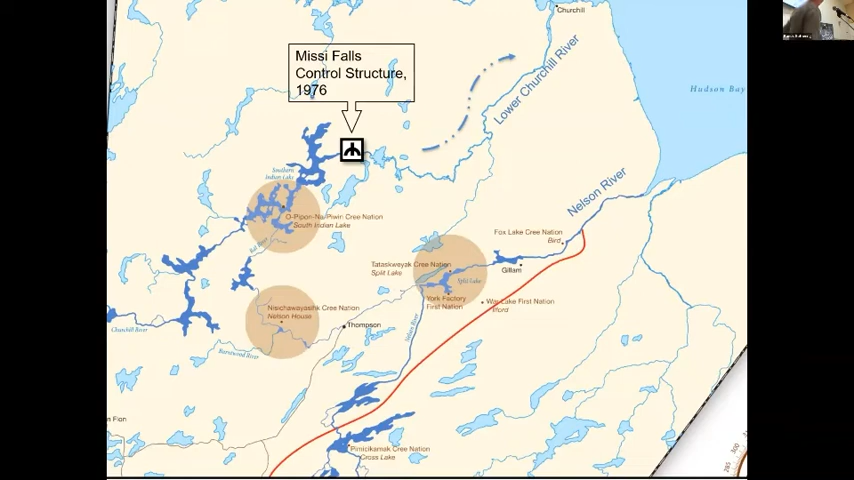 Churchill
Missi Falls
Control Structure,
1976
Lower Churchill River
Hudson Bay
Southern
Indian Lake
O-Pipon-Na-Piwin Cree Nation
South Indian Lake
Nelson River
Fox Lake Cree Nation
Bird
Tataskweyak Cree Nation
Split Lake
Gillam
Split Lake
York Factory
First Nation
War Lake First Nation
Ilford
Nisichawayasihk Cree Nation
Nelson House
Thompson
Churchill River
Burntwood River
Pimicikamak Cree Nation
Cross Lake
300
285